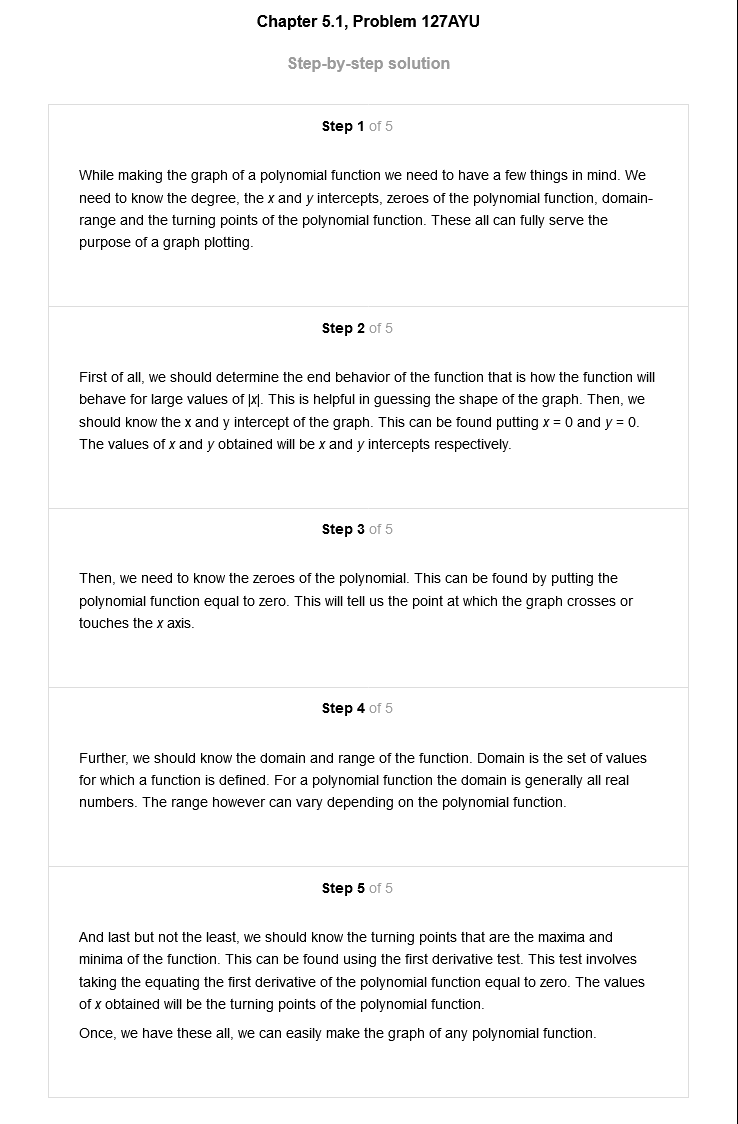 Chapter 5.1, Problem 127AYU
Step-by-step solution
Step 1 of 5
While making the graph of a polynomial function we need to have a few things in mind. We
need to know the degree, the x and y intercepts, zeroes of the polynomial function, domain-
range and the turning points of the polynomial function. These all can fully serve the
purpose of a graph plotting.
Step 2 of 5
First of all, we should determine the end behavior of the function that is how the function will
behave for large values of |x|. This is helpful in guessing the shape of the graph. Then, we
should know the x and y intercept of the graph. This can be found putting x = 0 and y = 0.
The values of x and y obtained will be x and y intercepts respectively.
Step 3 of 5
Then, we need to know the zeroes of the polynomial. This can be found by putting the
polynomial function equal to zero. This will tell us the point at which the graph crosses or
touches the x axis.
Step 4 of 5
Further, we should know the domain and range of the function. Domain is the set of values
for which a function is defined. For a polynomial function the domain is generally all real
numbers. The range however can vary depending on the polynomial function.
Step 5 of 5
And last but not the least, we should know the turning points that are the maxima and
minima of the function. This can be found using the first derivative test. This test involves
taking the equating the first derivative of the polynomial function equal to zero. The values
of x obtained will be the turning points of the polynomial function.
Once, we have these all, we can easily make the graph of any polynomial function.